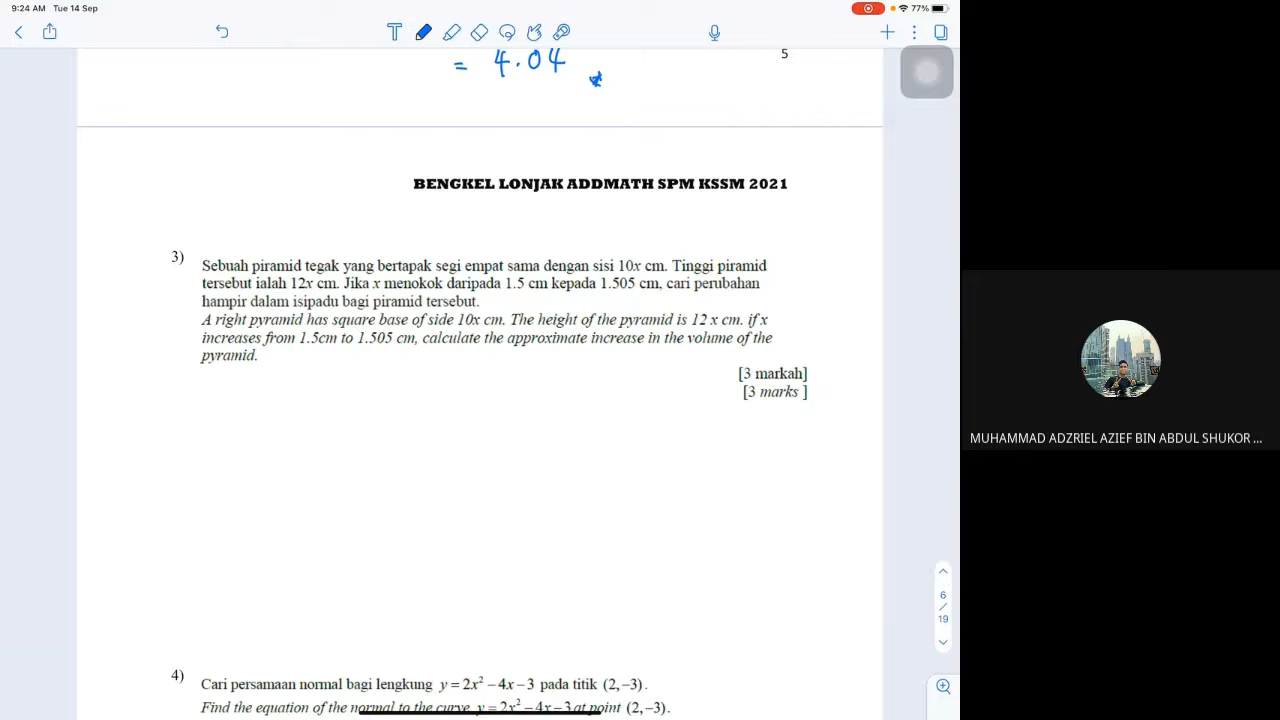 9:24 AM Tue 14 Sep
77%
= 4.04
5
BENGKEL LONJAK ADDMATH SPM KSSM 2021
3)
Sebuah piramid tegak yang bertapak segi empat sama dengan sisi 10x cm. Tinggi piramid
tersebut ialah 12x cm. Jika x menokok daripada 1.5 cm kepada 1.505 cm, cari perubahan
hampir dalam isipadu bagi piramid tersebut.
A right pyramid has square base of side 10x cm. The height of the pyramid is 12 x cm. if x
increases from 1.5cm to 1.505 cm, calculate the approximate increase in the volume of the
pyramid.
[3 markah]
[3 marks ]
MUHAMMAD ADZRIEL AZIEF BIN ABDUL SHUKOR ...
6
/
19
4)
Cari persamaan normal bagi lengkung y = 2x² − 4x − 3 pada titik (2, −3).
Find the equation of the normal to the curve y = 2x² − 4x − 3 at point (2, −3).